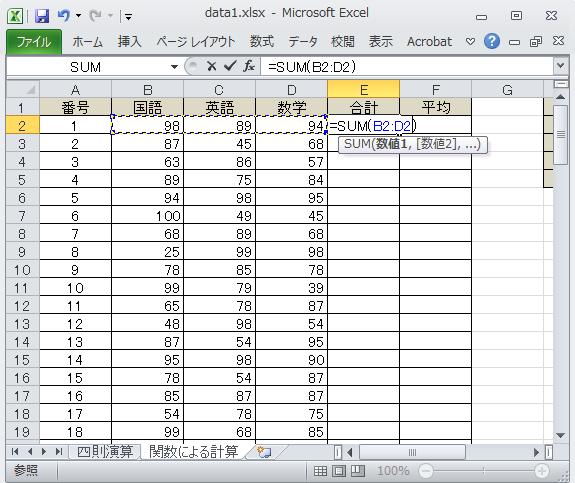 data1.xlsx - Microsoft Excel
ファイル ホーム 挿入 ページ レイアウト 数式 データ 校閲 表示 Acrobat
SUM fx =SUM(B2:D2)
A B C D E F G H
1 番号 国語 英語 数学 合計 平均
2 1 98 89 94 =SUM(B2:D2)
SUM(数値1, [数値2], ...)
3 2 87 45 68
4 3 63 86 57
5 4 89 75 84
6 5 94 98 95
7 6 100 49 45
8 7 68 89 68
9 8 25 99 98
10 9 78 85 78
11 10 99 79 39
12 11 65 78 87
13 12 48 98 54
14 13 87 54 95
15 14 95 98 90
16 15 78 54 87
17 16 85 87 87
18 17 54 78 75
19 18 99 68 85
四則演算 関数による計算
参照 100%